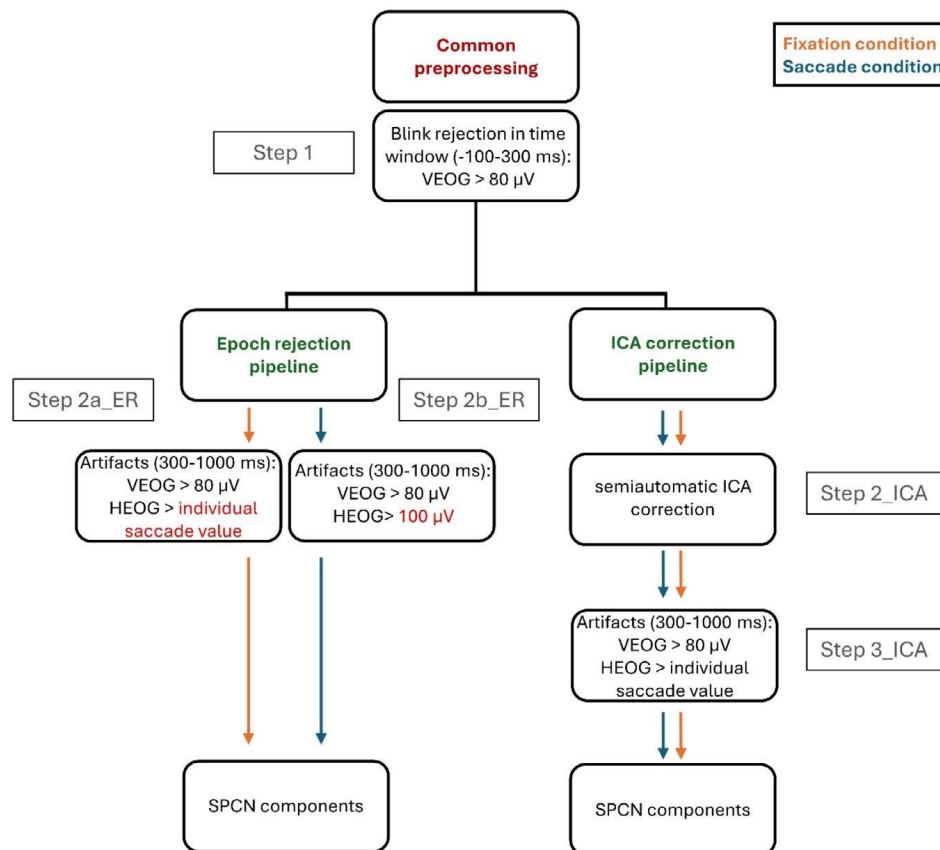 Common
preprocessing
Fixation condition
Saccade condition
Step 1
Blink rejection in time
window (-100-300 ms):
VEOG > 80 µV
Epoch rejection
pipeline
ICA correction
pipeline
Step 2a_ER
Step 2b_ER
Artifacts (300-1000 ms):
VEOG > 80 µV
HEOG > individual
saccade value
Artifacts (300-1000 ms):
VEOG > 80 µV
HEOG> 100 µV
semiautomatic ICA
correction
Step 2_ICA
Artifacts (300-1000 ms):
VEOG > 80 µV
HEOG > individual
saccade value
Step 3_ICA
SPCN components
SPCN components